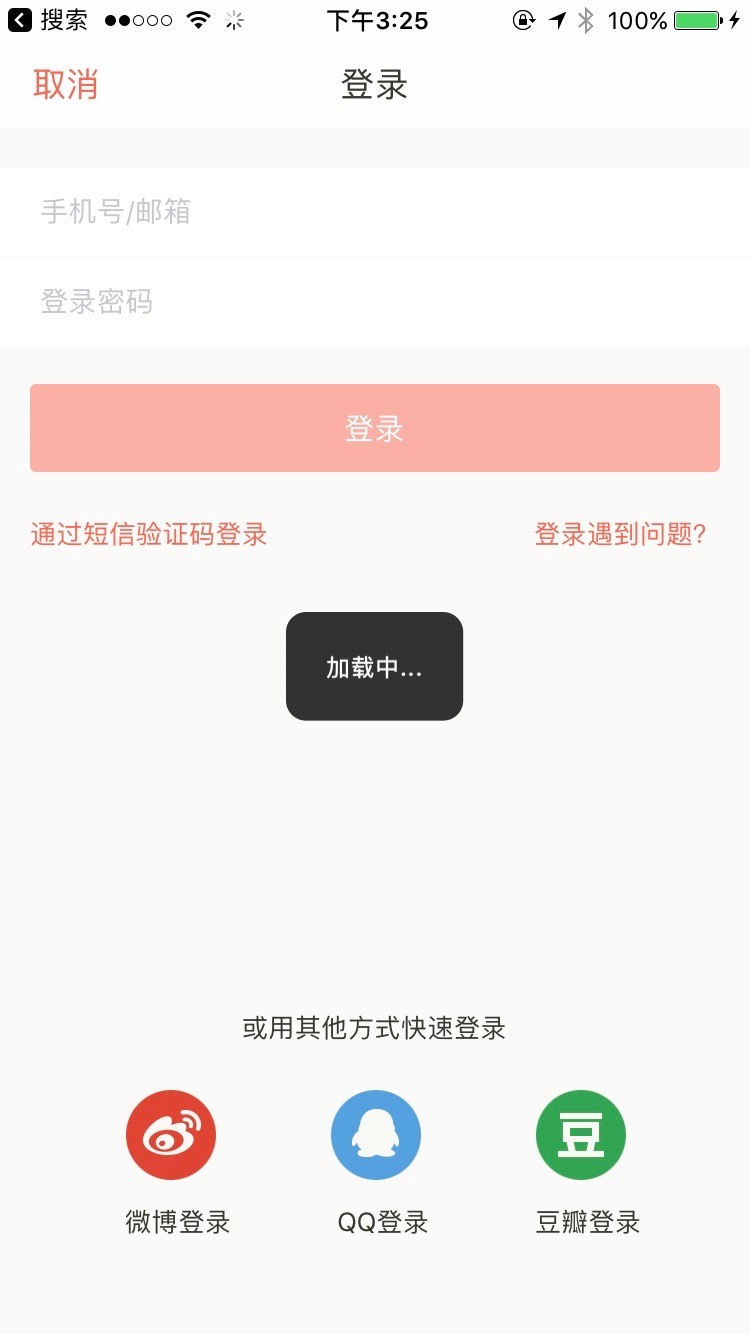 搜索 下午3:25 100%
取消 登录
手机号/邮箱
登录密码
登录
通过短信验证码登录 登录遇到问题?
加载中...
或用其他方式快速登录
豆
微博登录 QQ登录 豆瓣登录